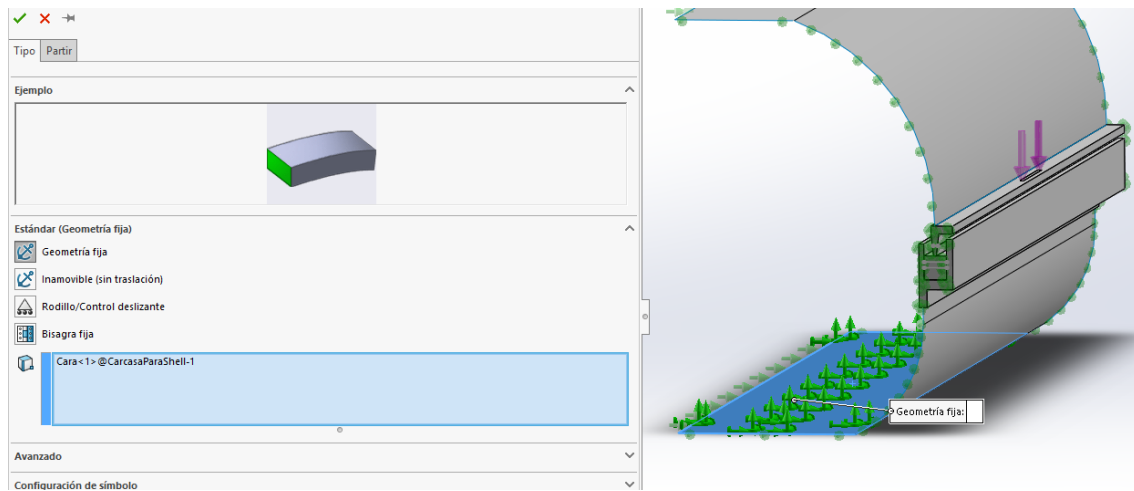 Tipo Partir
Ejemplo
Estándar (Geometría fija)
Geometría fija
Inamovible (sin traslación)
Rodillo/Control deslizante
Bisagra fija
Cara<1>@CarcasaParaShell-1
Geometría fija:
Avanzado
Configuración de símbolo